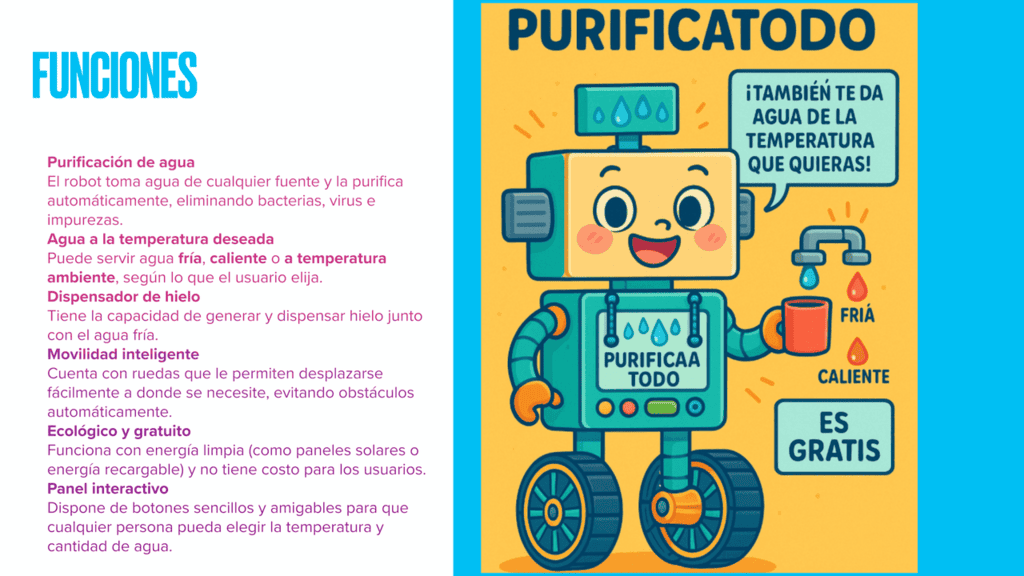 FUNCIONES
Purificación de agua
El robot toma agua de cualquier fuente y la purifica
automáticamente, eliminando bacterias, virus e
impurezas.
Agua a la temperatura deseada
Puede servir agua fría, caliente o a temperatura
ambiente, según lo que el usuario elija.
Dispensador de hielo
Tiene la capacidad de generar y dispensar hielo junto
con el agua fría.
Movilidad inteligente
Cuenta con ruedas que le permiten desplazarse
fácilmente a donde se necesite, evitando obstáculos
automáticamente.
Ecológico y gratuito
Funciona con energía limpia (como paneles solares o
energía recargable) y no tiene costo para los usuarios.
Panel interactivo
Dispone de botones sencillos y amigables para que
cualquier persona pueda elegir la temperatura y
cantidad de agua.
PURIFICATODO
¡TAMBIÉŃ TE DA
AGUA DE LA
TEMPERATURA
QUE QUIERAS!
FRIÁ
CALIENTE
PURIFICAA
TODO
ES
GRATIS